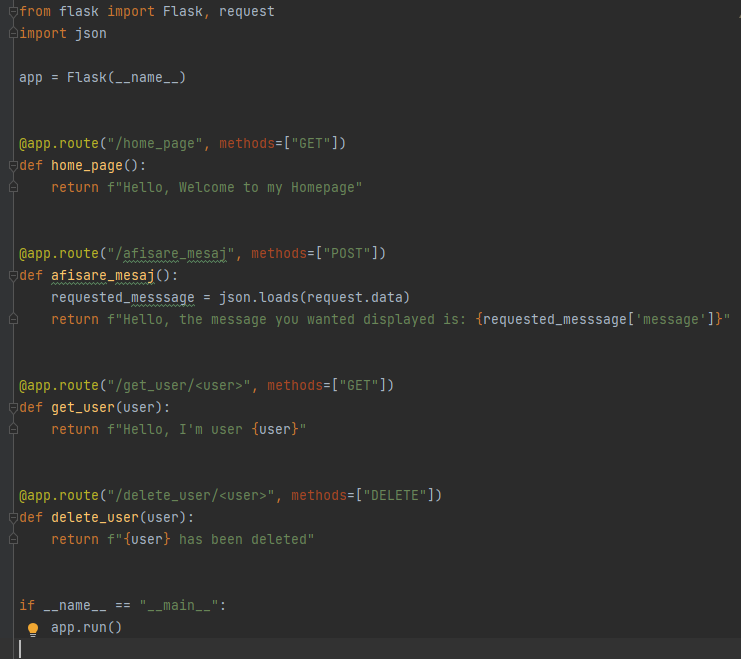 from flask import Flask, request
import json
app = Flask(__name__)
@app.route("/home_page", methods=["GET"])
def home_page():
    return f"Hello, Welcome to my Homepage"
@app.route("/afisare_mesaj", methods=["POST"])
def afisare_mesaj():
    requested_messsage = json.loads(request.data)
    return f"Hello, the message you wanted displayed is: {requested_messsage['message']}"
@app.route("/get_user/<user>", methods=["GET"])
def get_user(user):
    return f"Hello, I'm user {user}"
@app.route("/delete_user/<user>", methods=["DELETE"])
def delete_user(user):
    return f"{user} has been deleted"
if __name__ == "__main__":
    app.run()